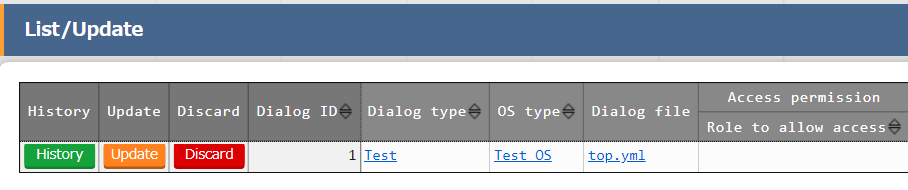 List/Update
History Update Discard Dialog ID Dialog type OS type Dialog file Access permission
Role to allow access
History Update Discard 1 Test Test OS top.yml